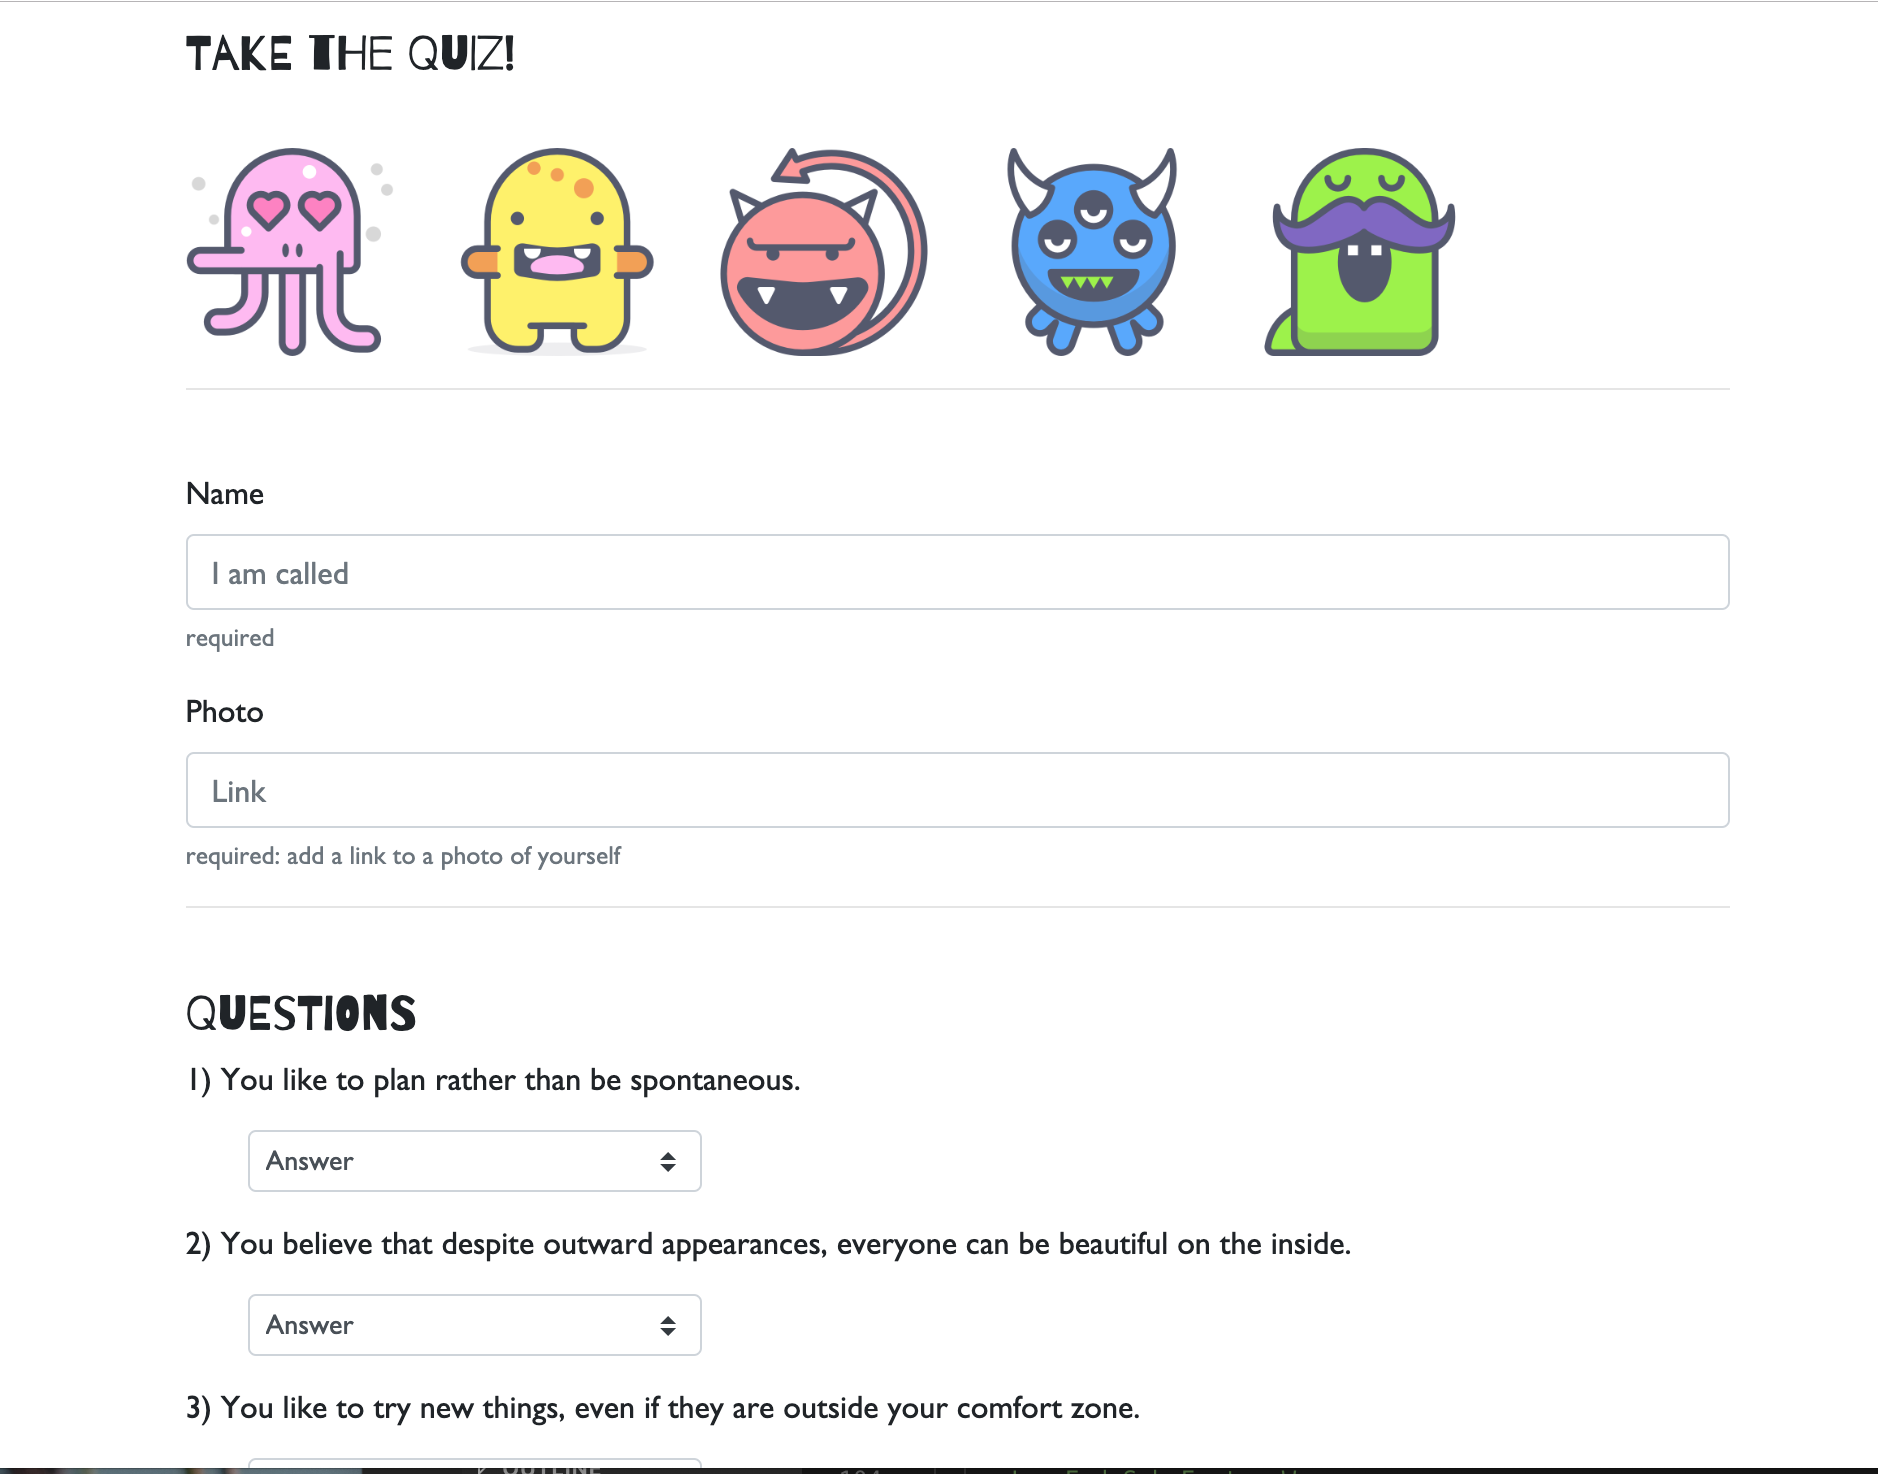 TAKE THE QUIZ!
Name
I am called
required
Photo
Link
required: add a link to a photo of yourself
QUESTIONS
1) You like to plan rather than be spontaneous.
Answer
2) You believe that despite outward appearances, everyone can be beautiful on the inside.
Answer
3) You like to try new things, even if they are outside your comfort zone.
OUTLINE